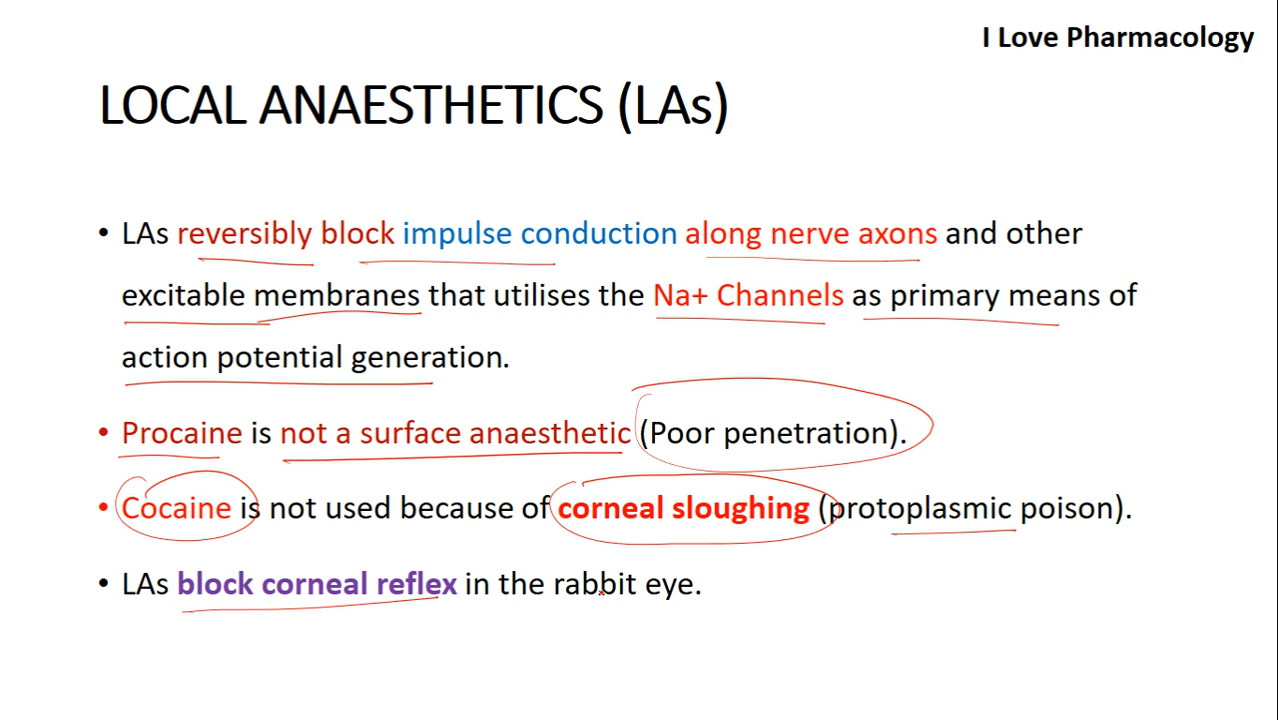 I Love Pharmacology
LOCAL ANAESTHETICS (LAs)
• LAs reversibly block impulse conduction along nerve axons and other
excitable membranes that utilises the Na+ Channels as primary means of
action potential generation.
• Procaine is not a surface anaesthetic (Poor penetration).
• Cocaine is not used because of corneal sloughing (protoplasmic poison).
• LAs block corneal reflex in the rabbit eye.